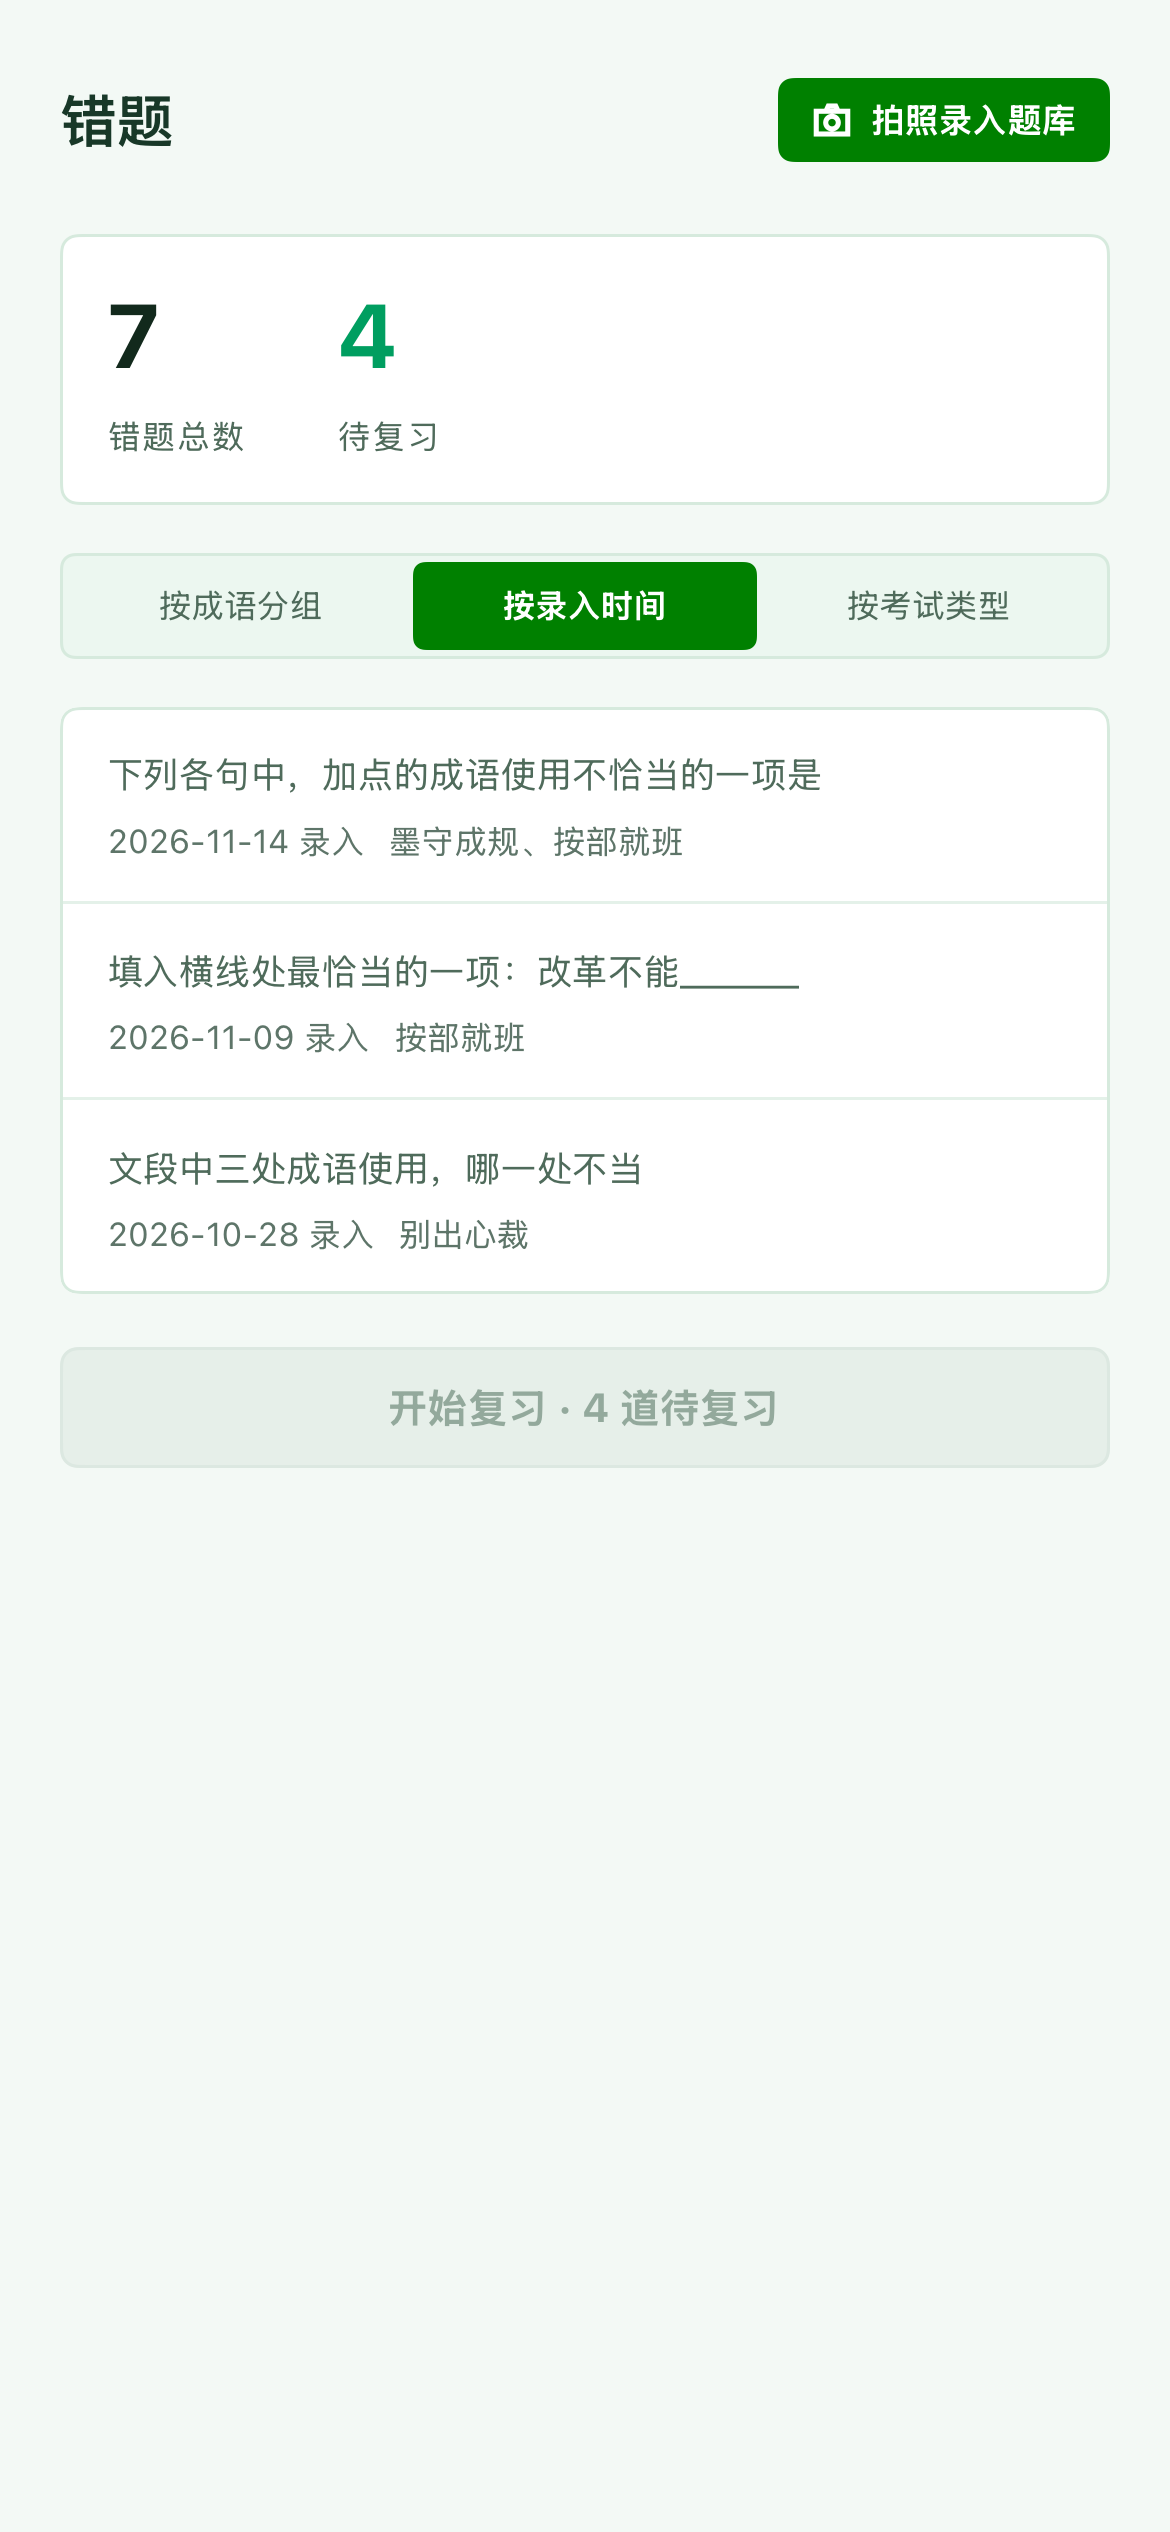 错题
拍照录入题库
7
4
错题总数
待复习
按成语分组
按录入时间
按考试类型
下列各句中，加点的成语使用不恰当的一项是
2026-11-14 录入 墨守成规、按部就班
填入横线处最恰当的一项：改革不能_______
2026-11-09 录入 按部就班
文段中三处成语使用，哪一处不当
2026-10-28 录入 别出心裁
开始复习 · 4 道待复习